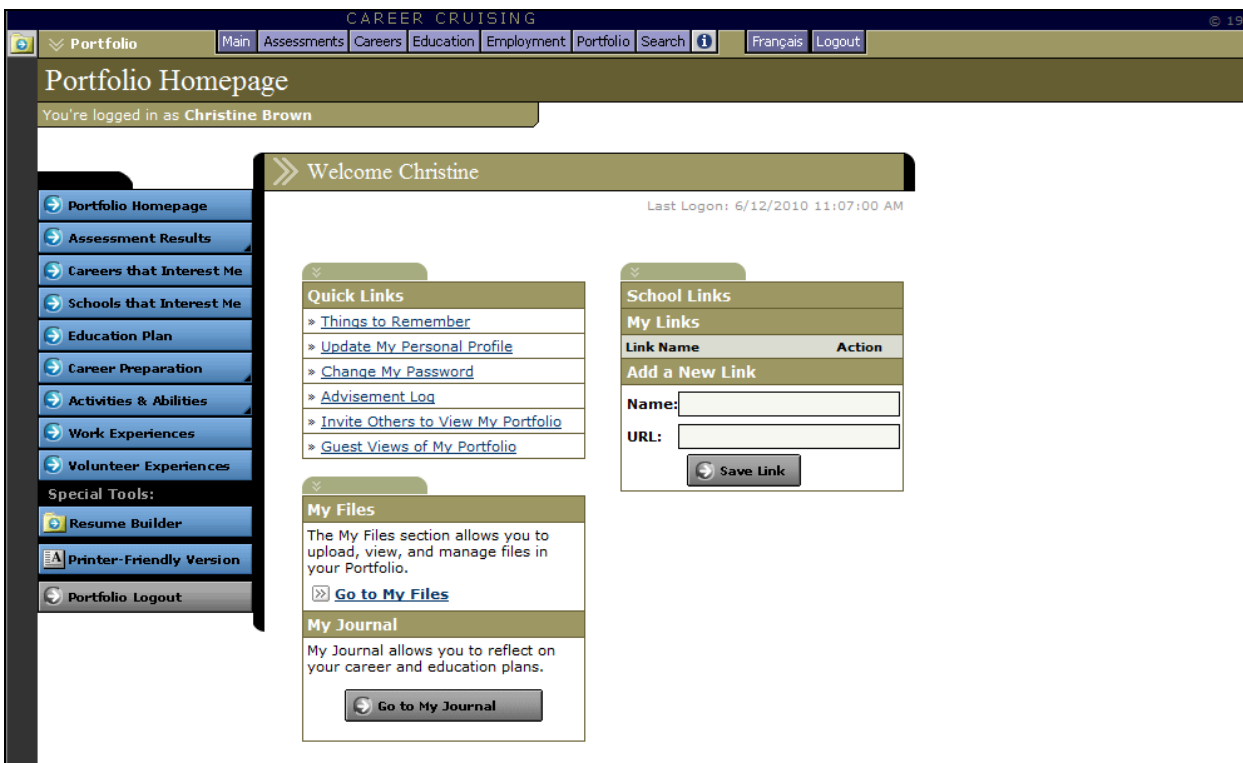 CAREER CRUISING
© 19
Portfolio
Main Assessments Careers Education Employment Portfolio Search Français Logout
Portfolio Homepage
You're logged in as Christine Brown
Welcome Christine
Last Logon: 6/12/2010 11:07:00 AM
Portfolio Homepage
Assessment Results
Careers that Interest Me
Schools that Interest Me
Education Plan
Career Preparation
Activities & Abilities
Work Experiences
Volunteer Experiences
Special Tools:
Resume Builder
Printer-Friendly Version
Portfolio Logout
Quick Links
» Things to Remember
» Update My Personal Profile
» Change My Password
» Advisement Log
» Invite Others to View My Portfolio
» Guest Views of My Portfolio
My Files
The My Files section allows you to
upload, view, and manage files in
your Portfolio.
Go to My Files
My Journal
My Journal allows you to reflect on
your career and education plans.
Go to My Journal
School Links
My Links
Link Name Action
Add a New Link
Name:
URL:
Save Link